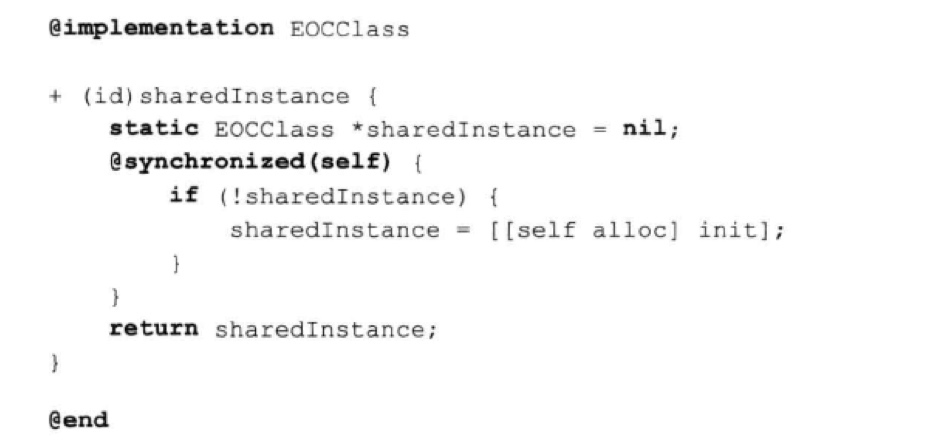 @implementation EOCClass
+ (id)sharedInstance {
static EOCClass *sharedInstance = nil;
@synchronized(self) {
if (!sharedInstance) {
sharedInstance = [[self alloc] init];
}
}
return sharedInstance;
}
@end